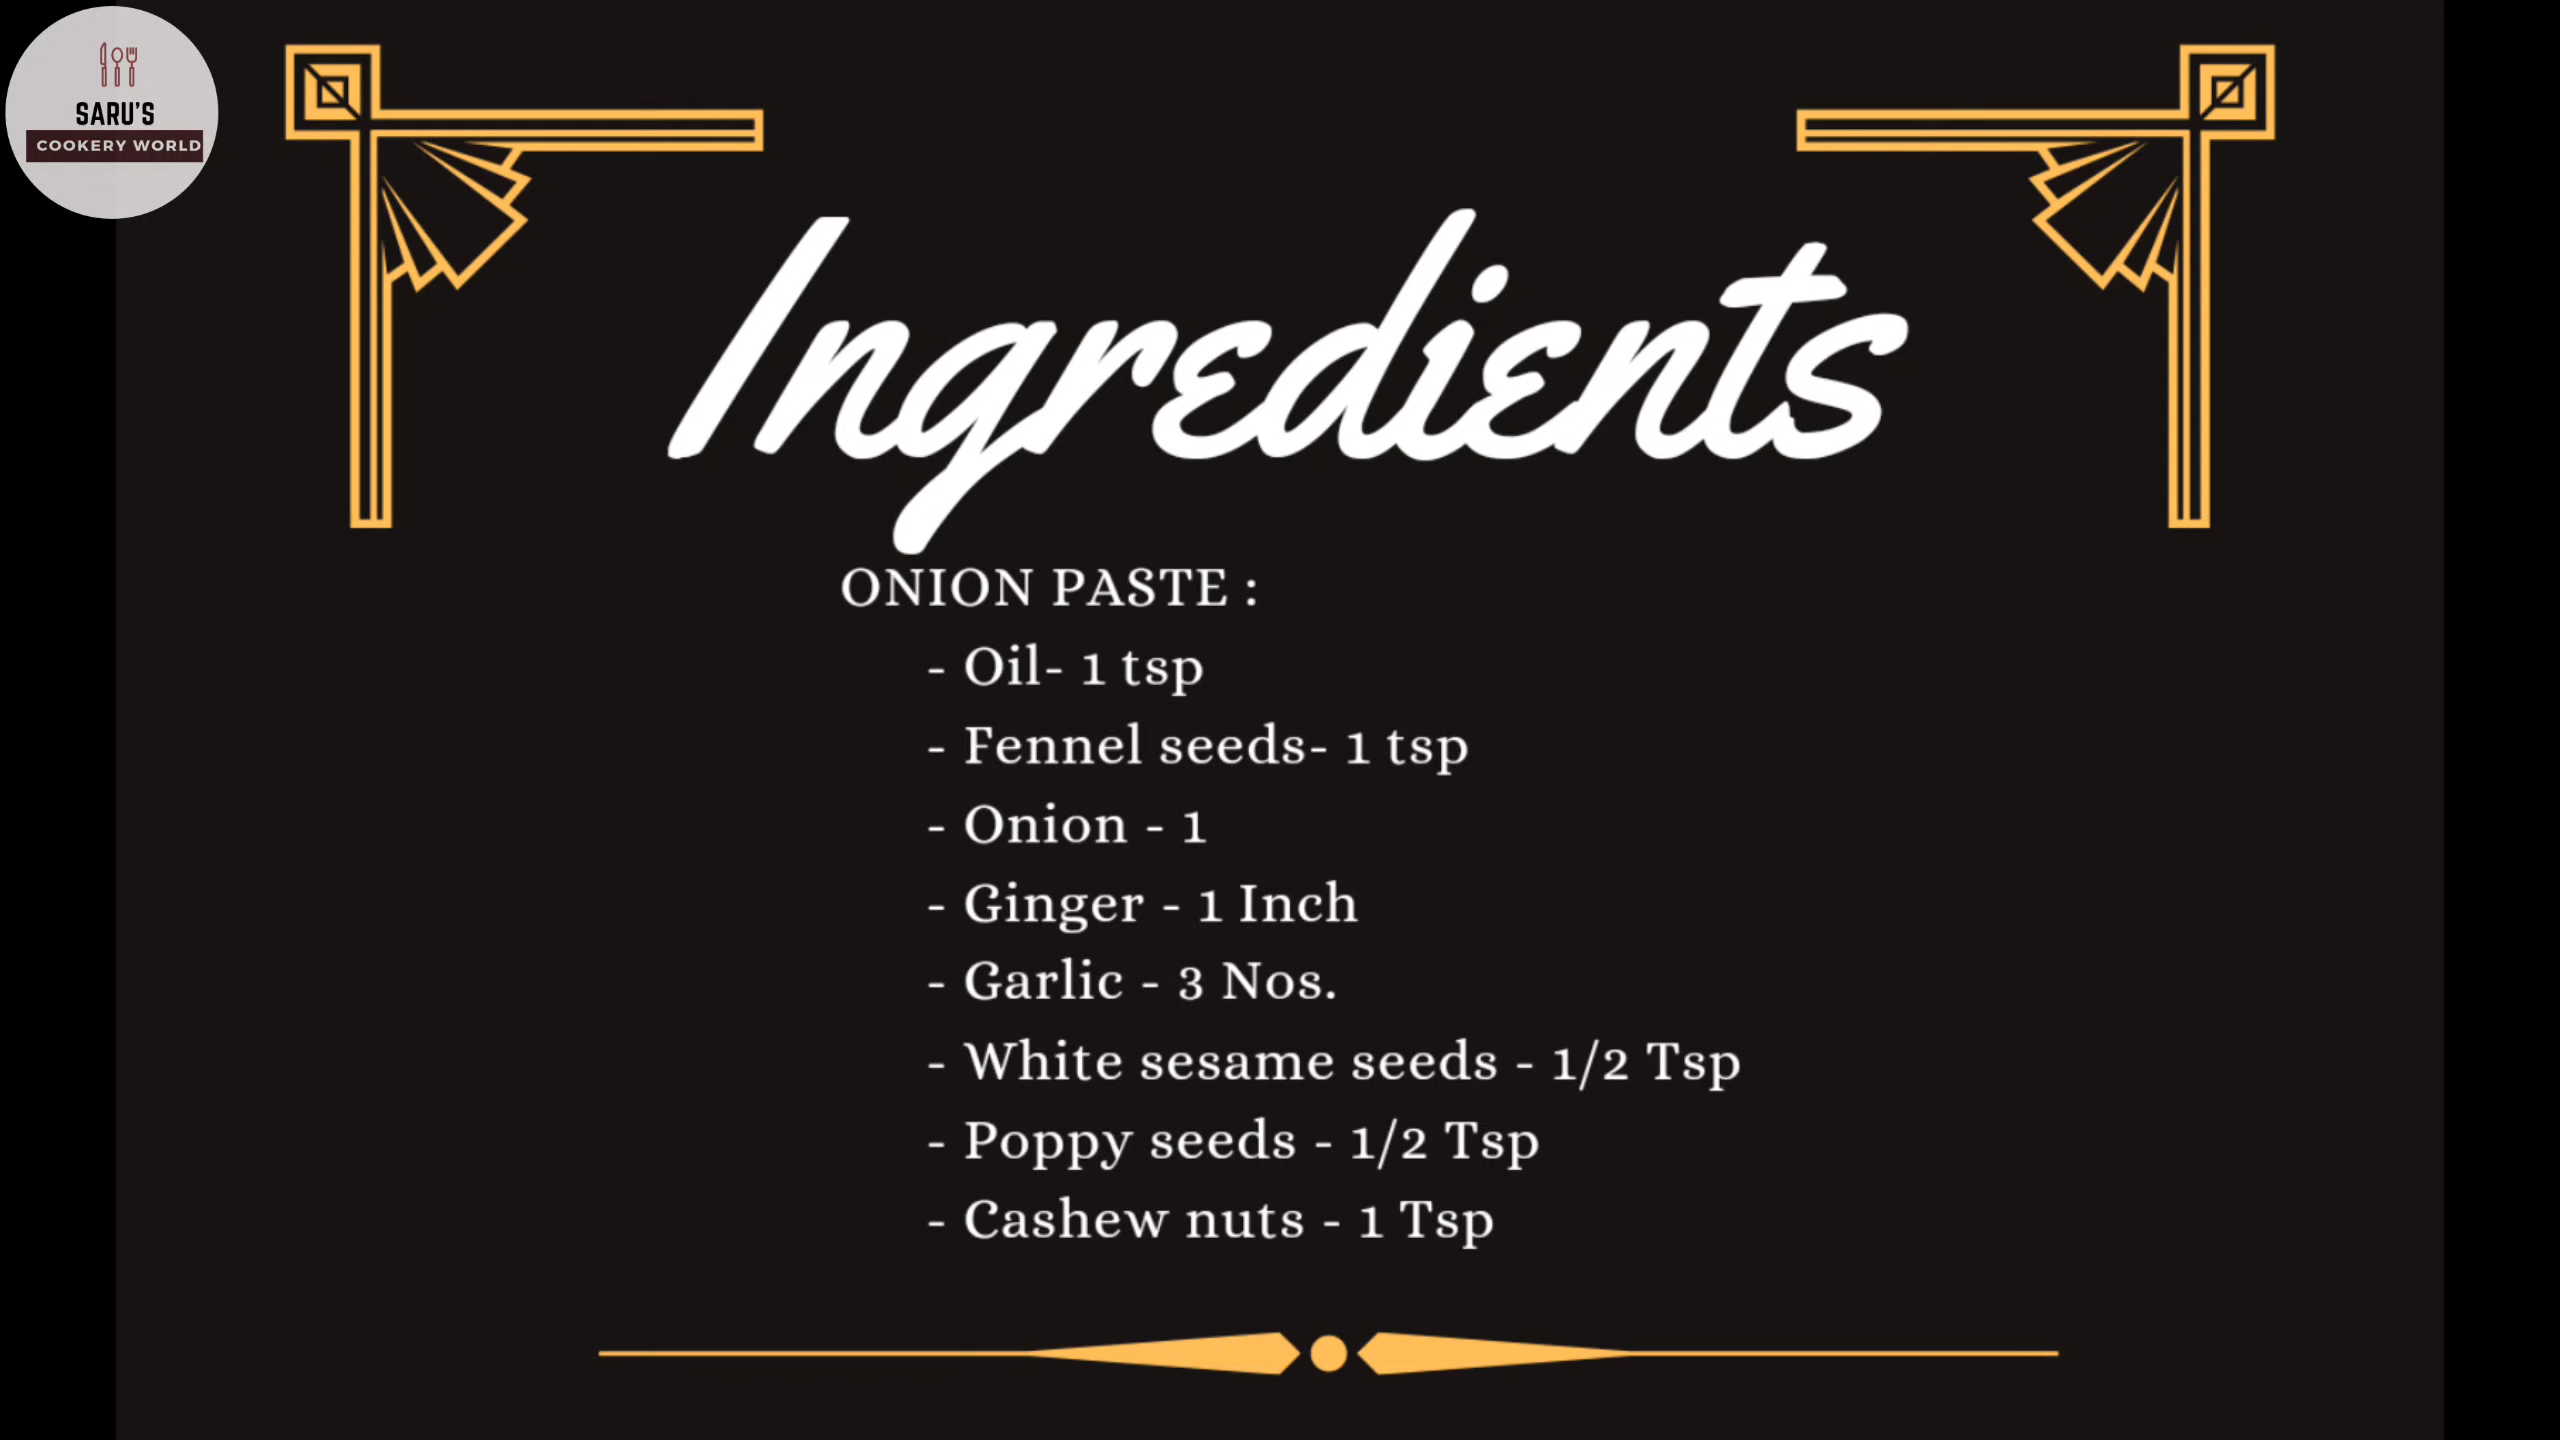 SARU'S
COOKERY WORLD
Ingredients
ONION PASTE :
- Oil- 1 tsp
- Fennel seeds- 1 tsp
- Onion - 1
- Ginger - 1 Inch
- Garlic - 3 Nos.
- White sesame seeds - 1/2 Tsp
- Poppy seeds - 1/2 Tsp
- Cashew nuts - 1 Tsp